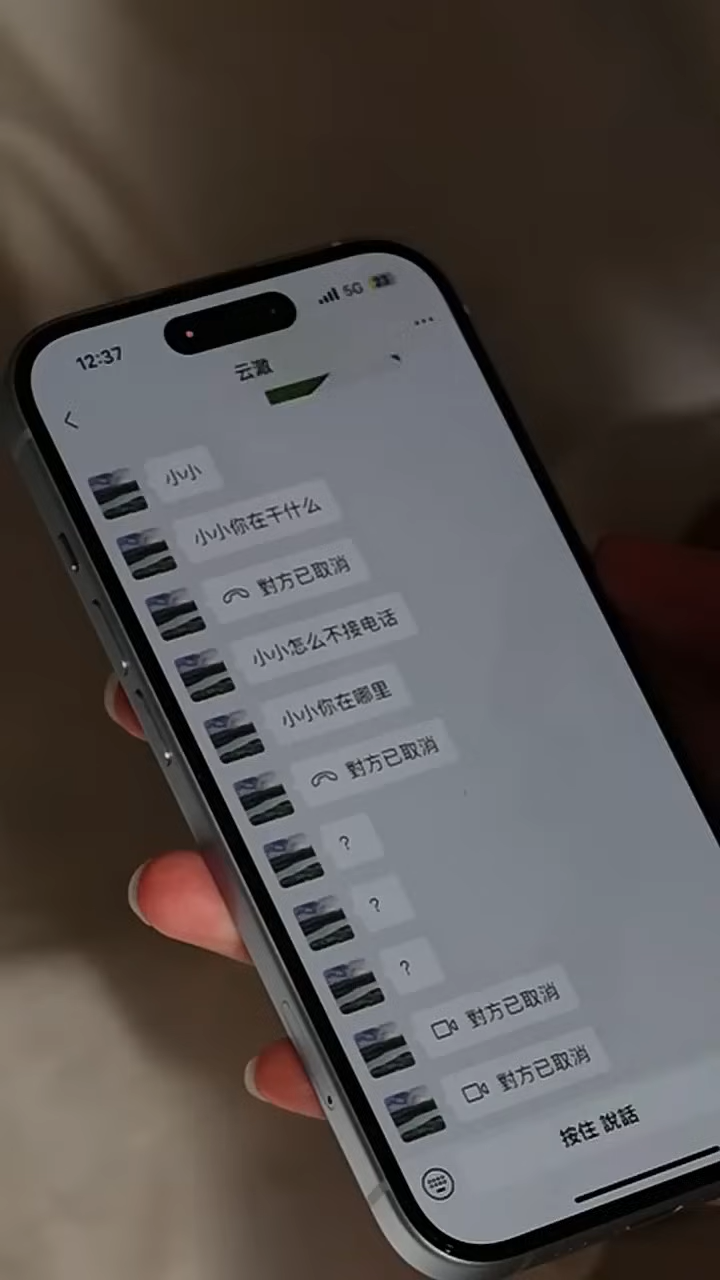 12:37
5G 23
云澈
小小
小小你在干什么
對方已取消
小小怎么不接电话
小小你在哪里
對方已取消
?
?
?
對方已取消
對方已取消
按住 說話